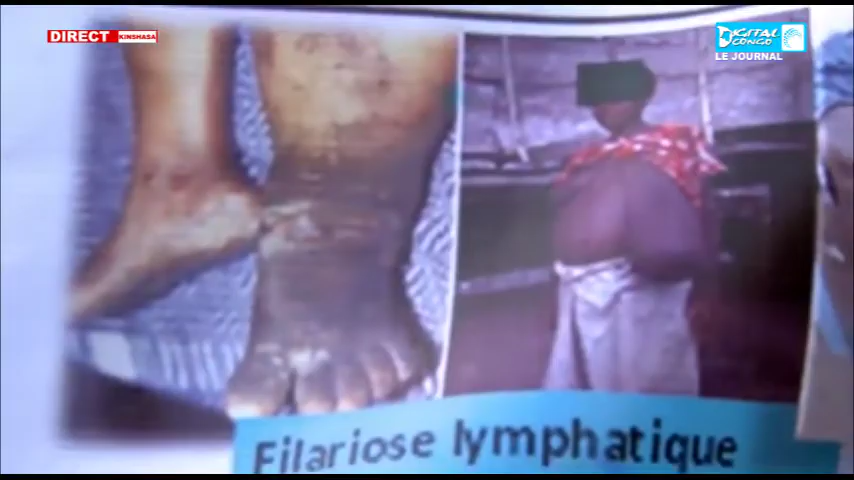 DIRECT KINSHASA
DIGITAL CONGO
LE JOURNAL
Filariose lymphatique